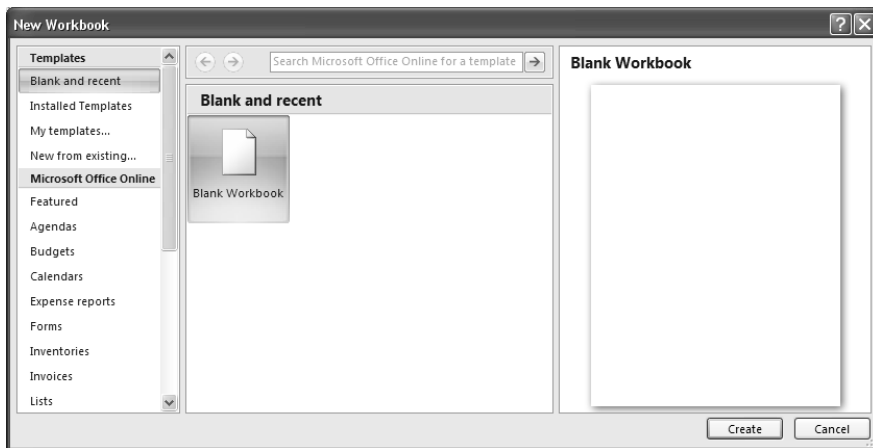 New Workbook
Templates
Blank and recent
Installed Templates
My templates...
New from existing...
Microsoft Office Online
Featured
Agendas
Budgets
Calendars
Expense reports
Forms
Inventories
Invoices
Lists
Search Microsoft Office Online for a template
Blank and recent
Blank Workbook
Blank Workbook
Create
Cancel